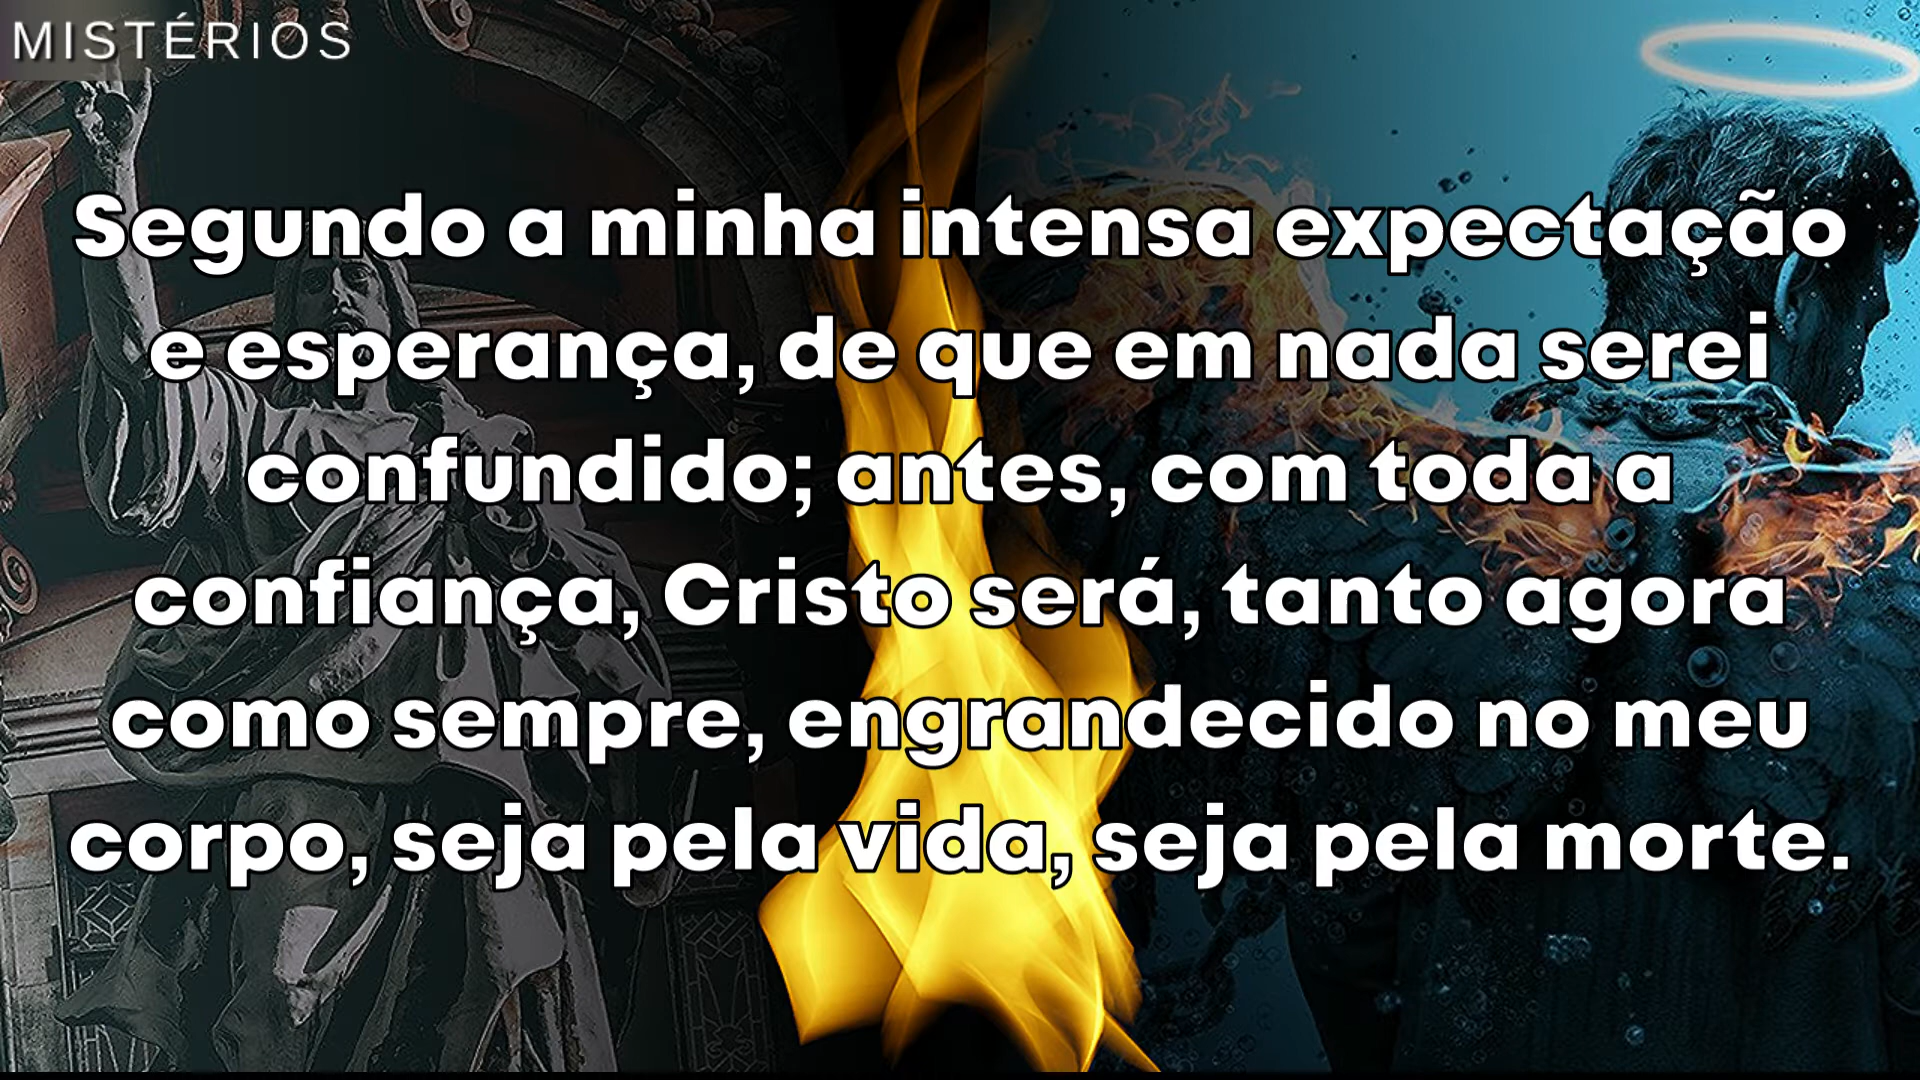 MISTÉRIOS
Segundo a minha intensa expectação
e esperança, de que em nada serei
confundido; antes, com toda a
confiança, Cristo será, tanto agora
como sempre, engrandecido no meu
corpo, seja pela vida, seja pela morte.